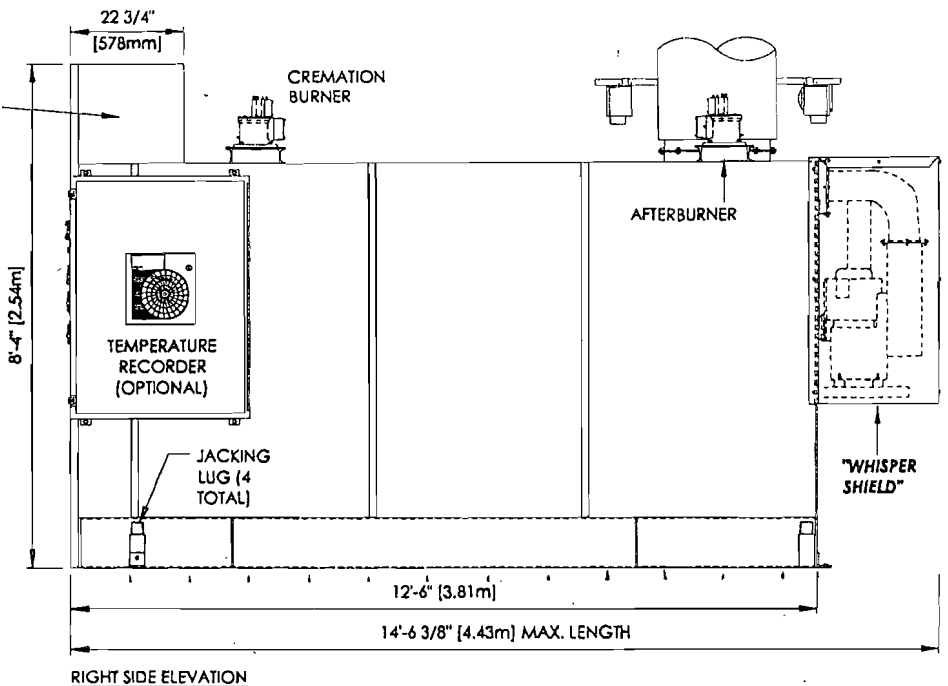 22 3/4"
[578mm]
CREMATION
BURNER
AFTERBURNER
8'-4" [2.54m]
TEMPERATURE
RECORDER
(OPTIONAL)
JACKING
LUG (4
TOTAL)
"WHISPER
SHIELD"
12'-6" [3.81m]
14'-6 3/8" [4.43m] MAX. LENGTH
RIGHT SIDE ELEVATION